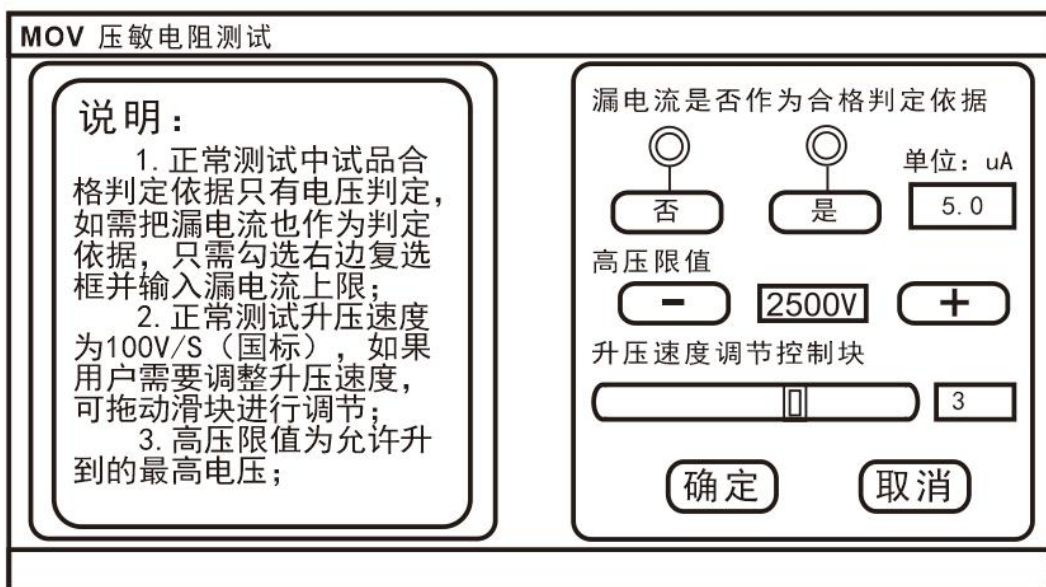 MOV 压敏电阻测试
说明：
1. 正常测试中试品合
格判定依据只有电压判定，
如需把漏电流也作为判定
依据，只需勾选右边复选
框并输入漏电流上限；
2. 正常测试升压速度
为100V/S（国标），如果
用户需要调整升压速度，
可拖动滑块进行调节；
3. 高压限值为允许升
到的最高电压；
漏电流是否作为合格判定依据
单位：uA
否
是
5.0
高压限值
－
2500V
＋
升压速度调节控制块
3
确定
取消